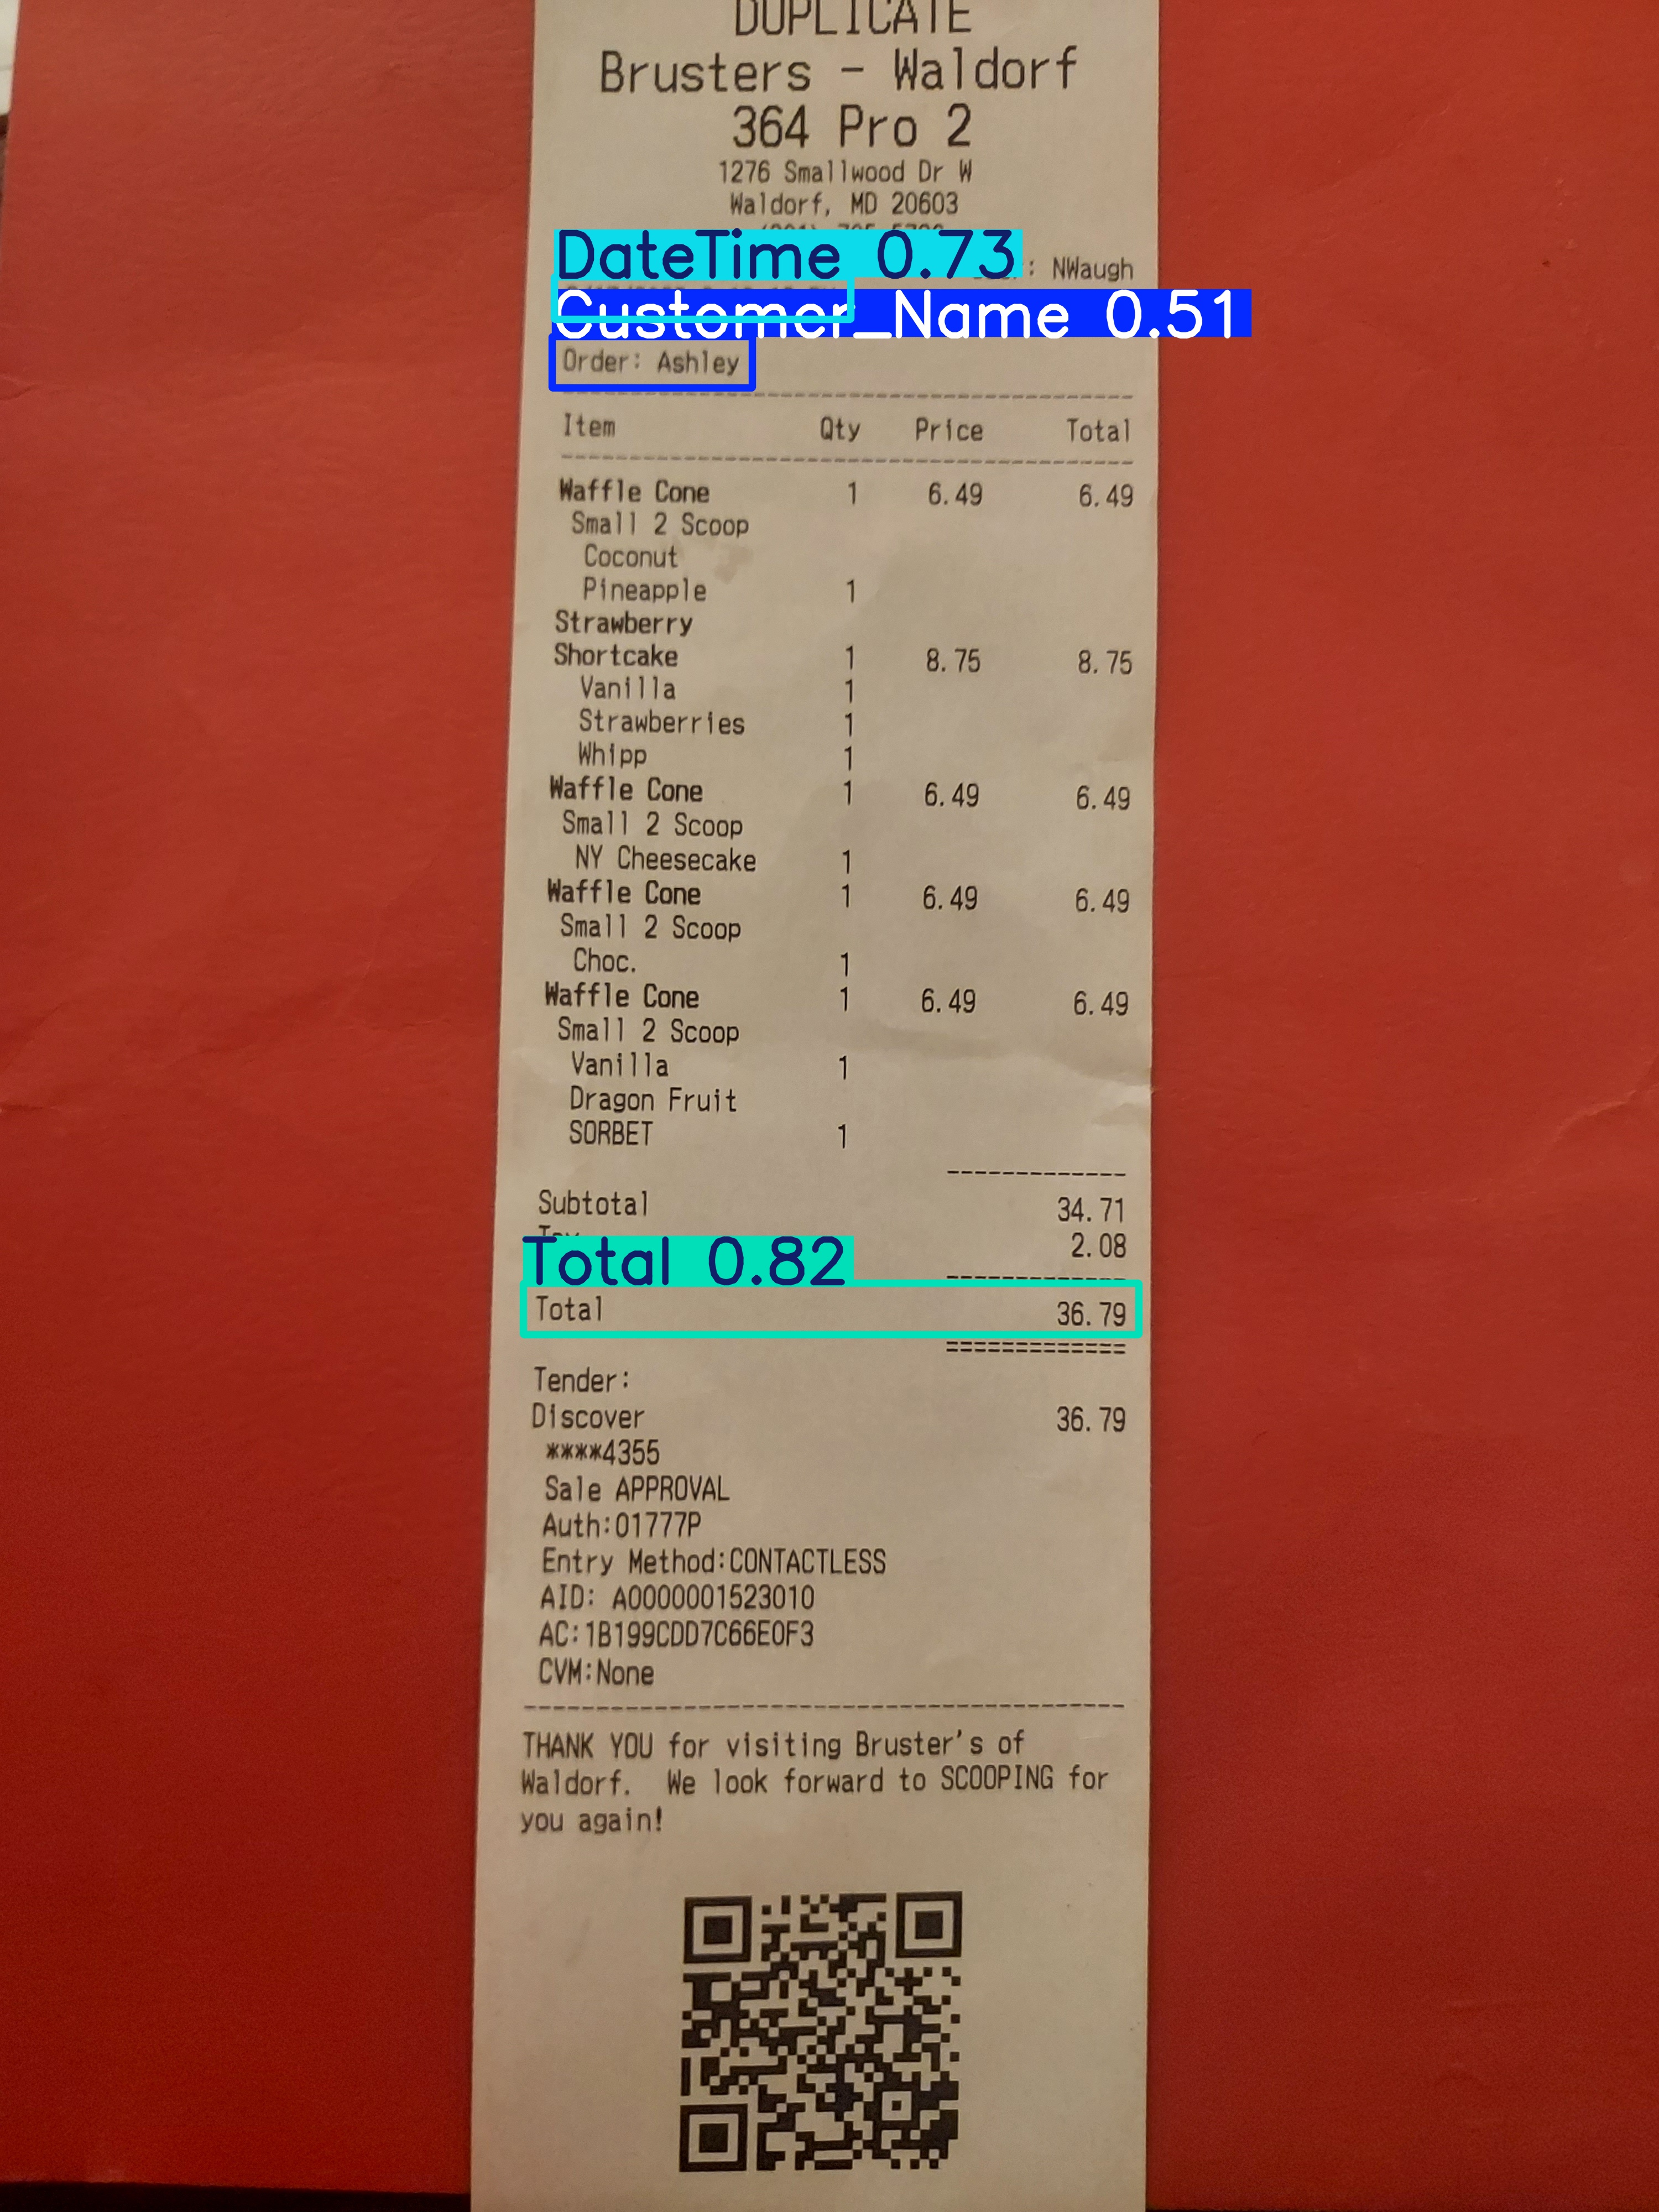 DUPLICATE
Brusters - Waldorf
364 Pro 2
1276 Smallwood Dr W
Waldorf, MD 20603
DateTime 0.73
: NWaugh
Customer_Name 0.51
Order: Ashley
Item Qty Price Total
Waffle Cone 1 6.49 6.49
Small 2 Scoop
Coconut
Pineapple 1
Strawberry
Shortcake 1 8.75 8.75
Vanilla 1
Strawberries 1
Whipp 1
Waffle Cone 1 6.49 6.49
Small 2 Scoop
NY Cheesecake 1
Waffle Cone 1 6.49 6.49
Small 2 Scoop
Choc. 1
Waffle Cone 1 6.49 6.49
Small 2 Scoop
Vanilla 1
Dragon Fruit
SORBET 1
Subtotal 34.71
2.08
Total 0.82
Total 36.79
Tender:
Discover 36.79
****4355
Sale APPROVAL
Auth:01777P
Entry Method:CONTACTLESS
AID: A0000001523010
AC:1B199CDD7C66E0F3
CVM:None
THANK YOU for visiting Bruster's of
Waldorf. We look forward to SCOOPING for
you again!